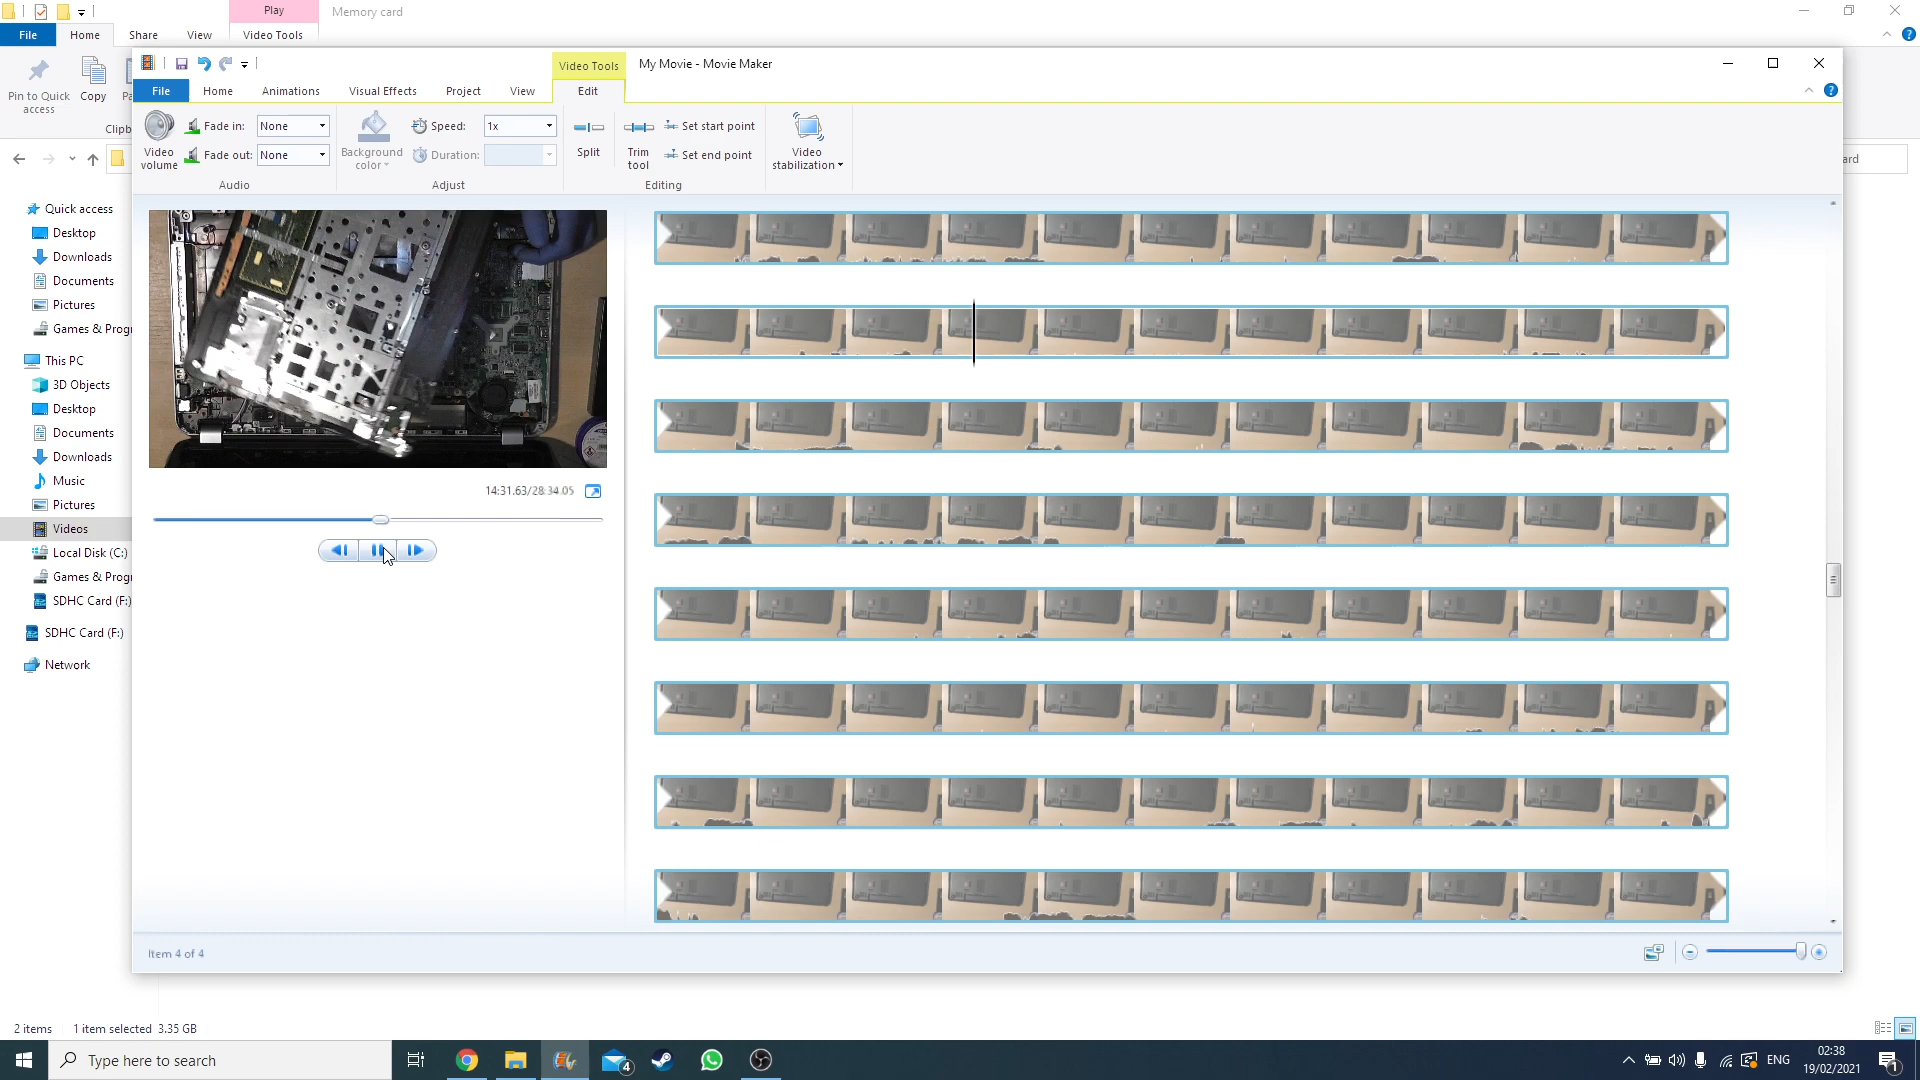 Play
Memory card
File
Home
Share
View
Video Tools
Video Tools
My Movie - Movie Maker
Pin to Quick access
Copy
File
Home
Animations
Visual Effects
Project
View
Edit
Video volume
Fade in:
None
Fade out:
None
Audio
Background color
Speed:
1x
Duration:
Adjust
Split
Trim tool
Set start point
Set end point
Editing
Video stabilization
Quick access
Desktop
Downloads
Documents
Pictures
Games & Progr
This PC
3D Objects
Desktop
Documents
Downloads
Music
Pictures
Videos
Local Disk (C:)
Games & Progr
SDHC Card (F:)
SDHC Card (F:)
Network
14:31.63/28:34.05
Item 4 of 4
2 items
1 item selected 3.35 GB
Type here to search
4
ENG
02:38
19/02/2021
1